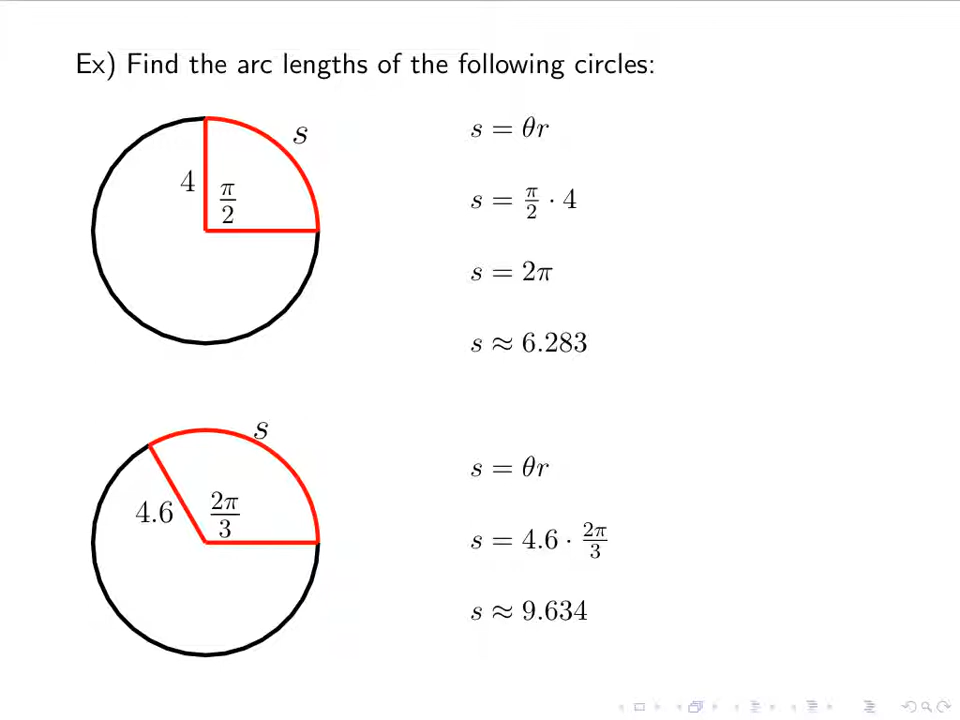 Ex) Find the arc lengths of the following circles:
s
4
π/2
s = θr
s = π/2 · 4
s = 2π
s ≈ 6.283
s
4.6
2π/3
s = θr
s = 4.6 · 2π/3
s ≈ 9.634